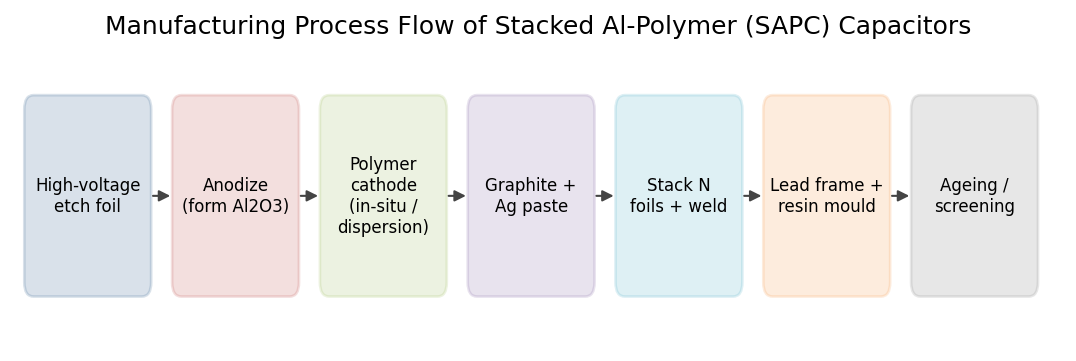 Manufacturing Process Flow of Stacked Al-Polymer (SAPC) Capacitors
High-voltage
etch foil
Anodize
(form Al2O3)
Polymer
cathode
(in-situ /
dispersion)
Graphite +
Ag paste
Stack N
foils + weld
Lead frame +
resin mould
Ageing /
screening